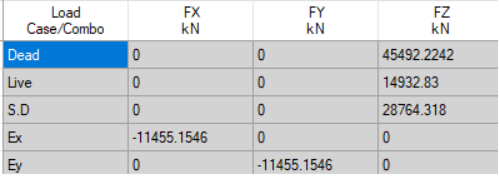 Load Case/Combo FX kN FY kN FZ kN
Dead 0 0 45492.2242
Live 0 0 14932.83
S.D 0 0 28764.318
Ex -11455.1546 0 0
Ey 0 -11455.1546 0